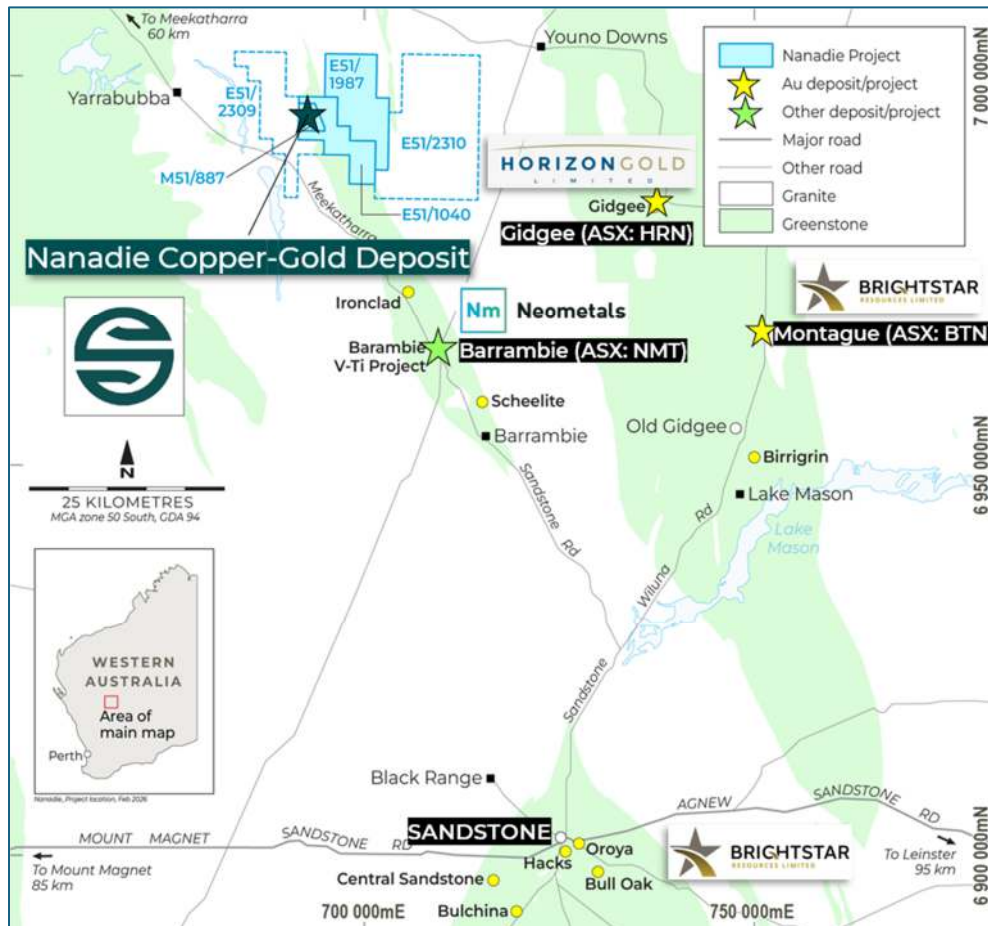 To Meekatharra
60 km
Yarrabubba
E51/
2309
E51/
1987
M51/887
E51/2310
E51/1040
Meekatharra
Youno Downs
Nanadie Project
Au deposit/project
Other deposit/project
Major road
Other road
Granite
Greenstone
7 000 000mN
HORIZON GOLD
LIMITED
Gidgee
Gidgee (ASX: HRN)
Nanadie Copper-Gold Deposit
Ironclad
Nm Neometals
Barambie
V-Ti Project
Barrambie (ASX: NMT)
BRIGHTSTAR
RESOURCES LIMITED
Montague (ASX: BTN
Scheelite
Barrambie
Old Gidgee
Birrigrin
Lake Mason
Lake
Mason
6 950 000mN
N
25 KILOMETRES
MGA zone 50 South, GDA 94
Sandstone
Rd
Sandstone
Wiluna
Rd
WESTERN
AUSTRALIA
Area of
main map
Perth
Nanadie, Project location, Feb 2026
Black Range
SANDSTONE
MOUNT MAGNET SANDSTONE RD
AGNEW SANDSTONE
RD
To Mount Magnet
85 km
Oroya
Hacks
Bull Oak
Central Sandstone
Bulchina
BRIGHTSTAR
RESOURCES LIMITED
To Leinster
95 km
6 900 000mN
700 000mE
750 000mE